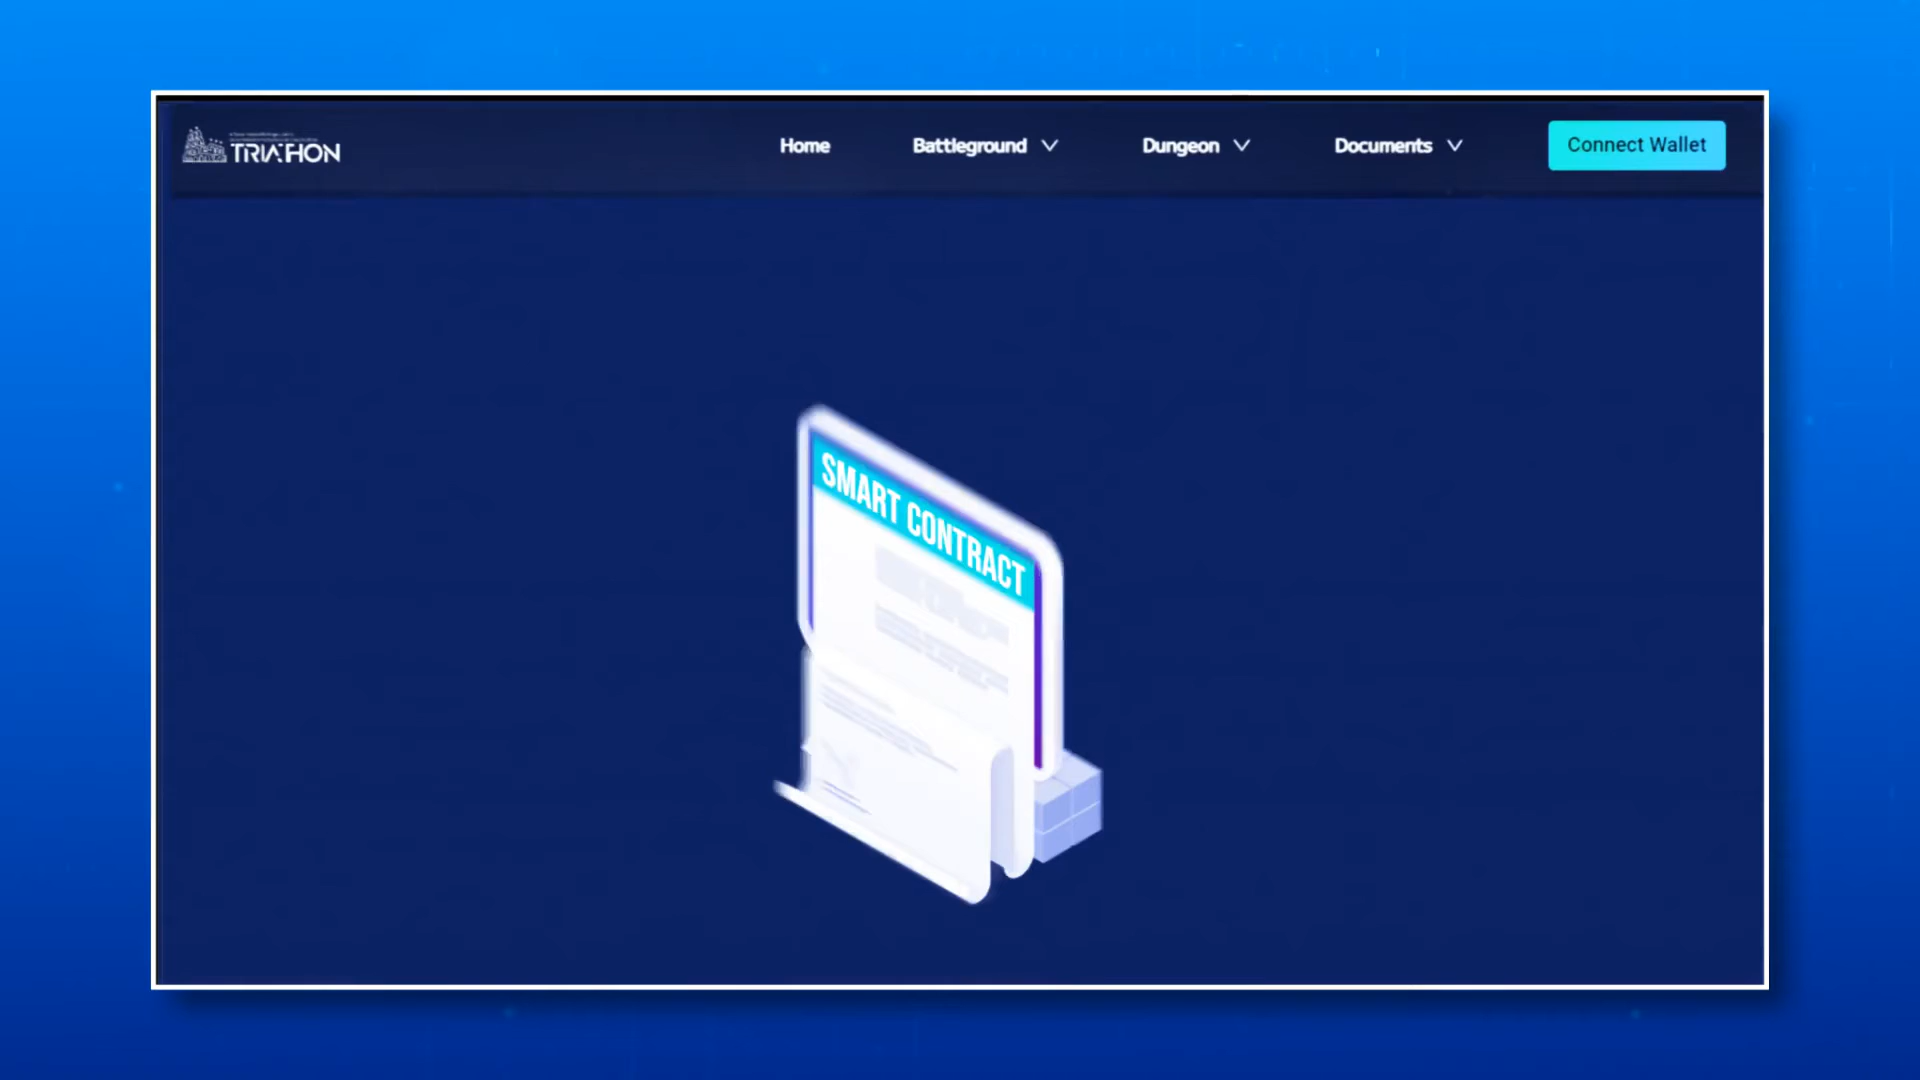 TRIATHON
Home
Battleground
Dungeon
Documents
Connect Wallet
SMART CONTRACT